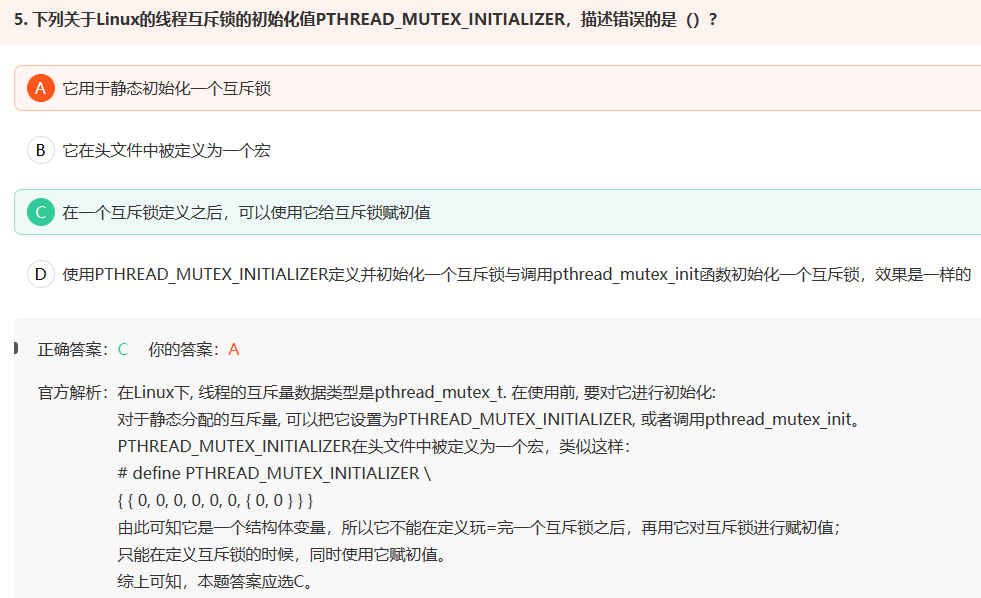 5. 下列关于Linux的线程互斥锁的初始化值PTHREAD_MUTEX_INITIALIZER，描述错误的是（）？
A 它用于静态初始化一个互斥锁
B 它在头文件中被定义为一个宏
C 在一个互斥锁定义之后，可以使用它给互斥锁赋初值
D 使用PTHREAD_MUTEX_INITIALIZER定义并初始化一个互斥锁与调用pthread_mutex_init函数初始化一个互斥锁，效果是一样的
正确答案：C 你的答案：A
官方解析：在Linux下, 线程的互斥量数据类型是pthread_mutex_t. 在使用前, 要对它进行初始化:
对于静态分配的互斥量, 可以把它设置为PTHREAD_MUTEX_INITIALIZER, 或者调用pthread_mutex_init。
PTHREAD_MUTEX_INITIALIZER在头文件中被定义为一个宏，类似这样：
# define PTHREAD_MUTEX_INITIALIZER \
{ { 0, 0, 0, 0, 0, 0, { 0, 0 } } }
由此可知它是一个结构体变量，所以它不能在定义玩=完一个互斥锁之后，再用它对互斥锁进行赋初值；
只能在定义互斥锁的时候，同时使用它赋初值。
综上可知，本题答案应选C。